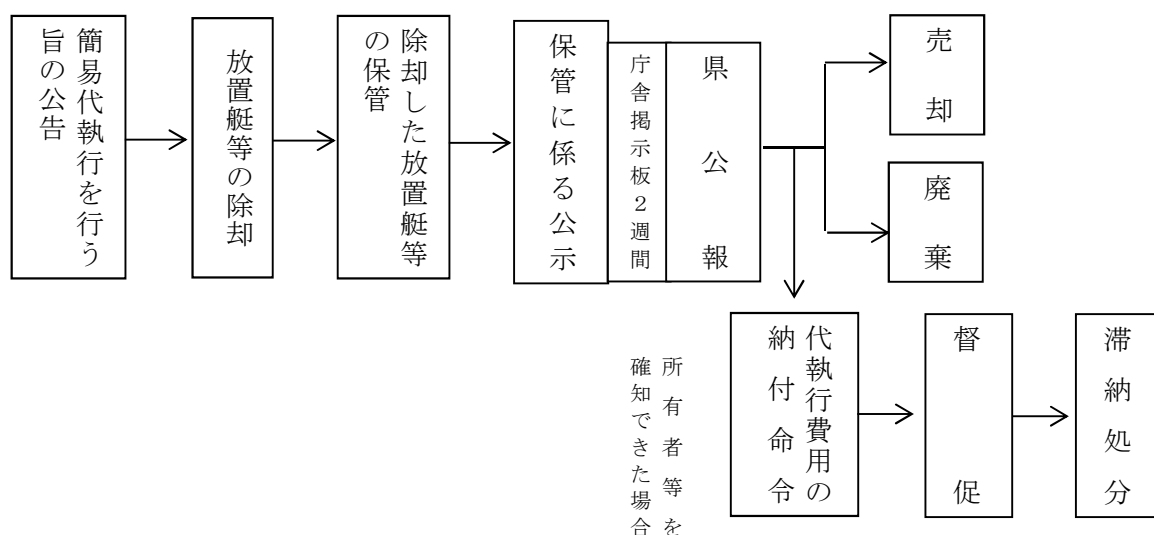 簡易代執行を行う
旨の公告
放置艇等の除却
除却した放置艇等
の保管
保管に係る公示
庁舎掲示板2週間
県公報
売却
廃棄
所有者等を
確知できた場合
代執行費用の
納付命令
督促
滞納処分